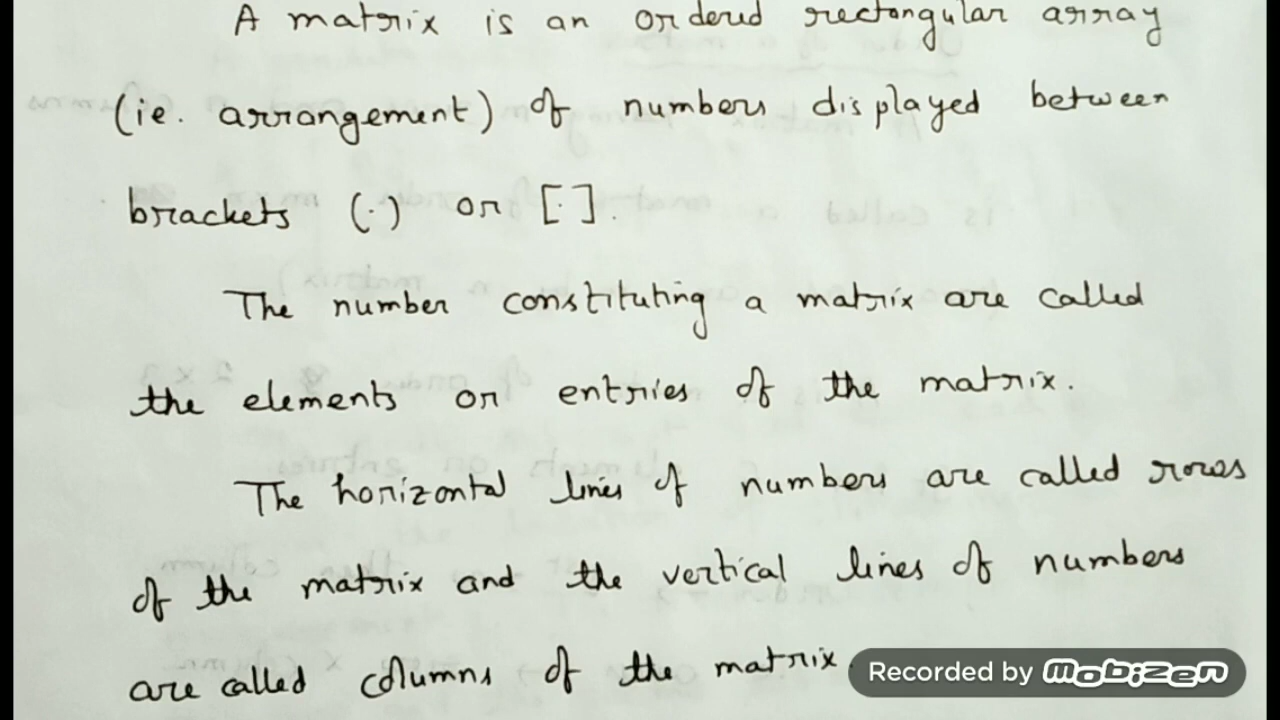 A matrix is an ordered rectangular array
(ie. arrangement) of numbers displayed between
brackets (.) or [.].
The number constituting a matrix are called
the elements or entries of the matrix.
The horizontal lines of numbers are called rows
of the matrix and the vertical lines of numbers
are called columns of the matrix.
Recorded by mobizen